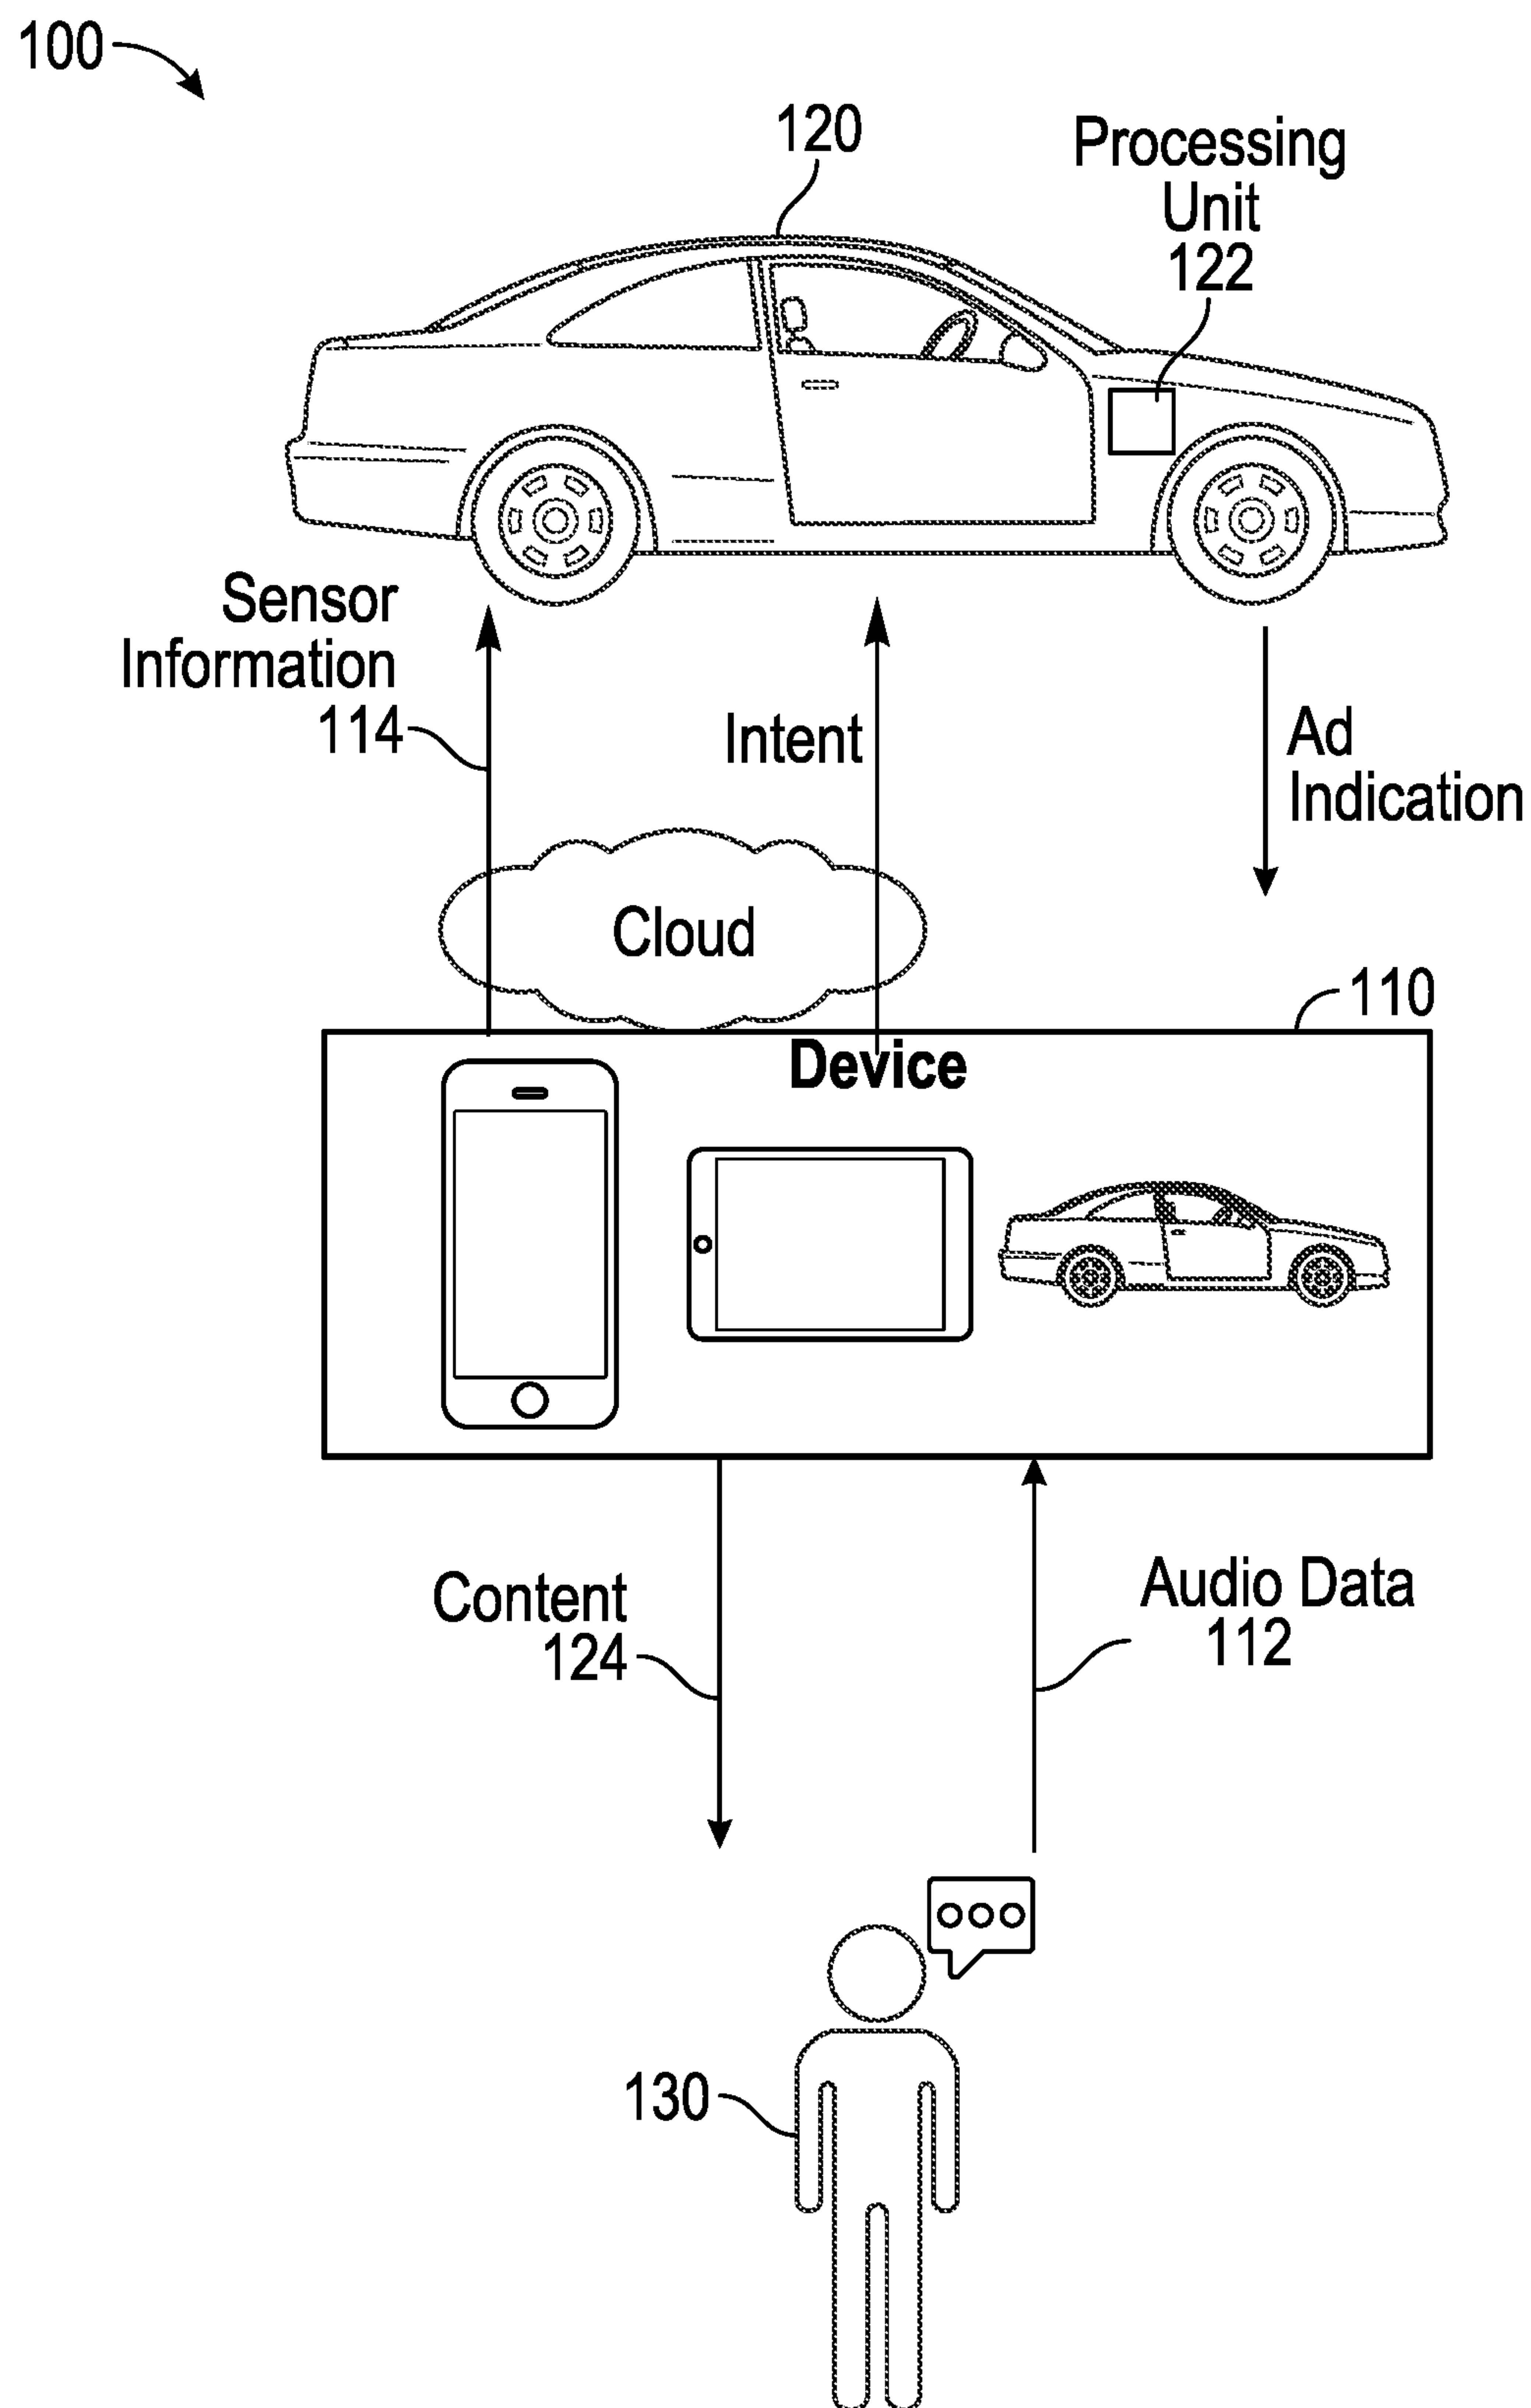 100
120
Processing
Unit
122
Sensor
Information
114
Intent
Ad
Indication
Cloud
110
Device
Content
124
Audio Data
112
130